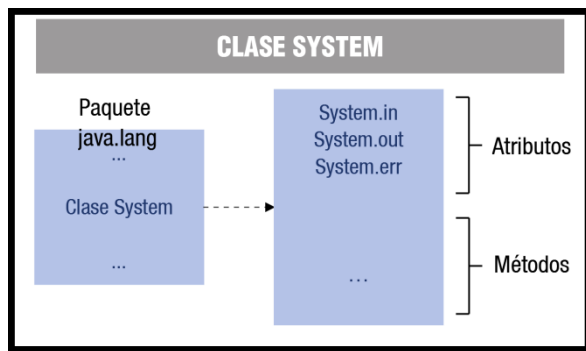 CLASE SYSTEM
Paquete
java.lang
...
Clase System
...
System.in
System.out
System.err
...
Atributos
Métodos